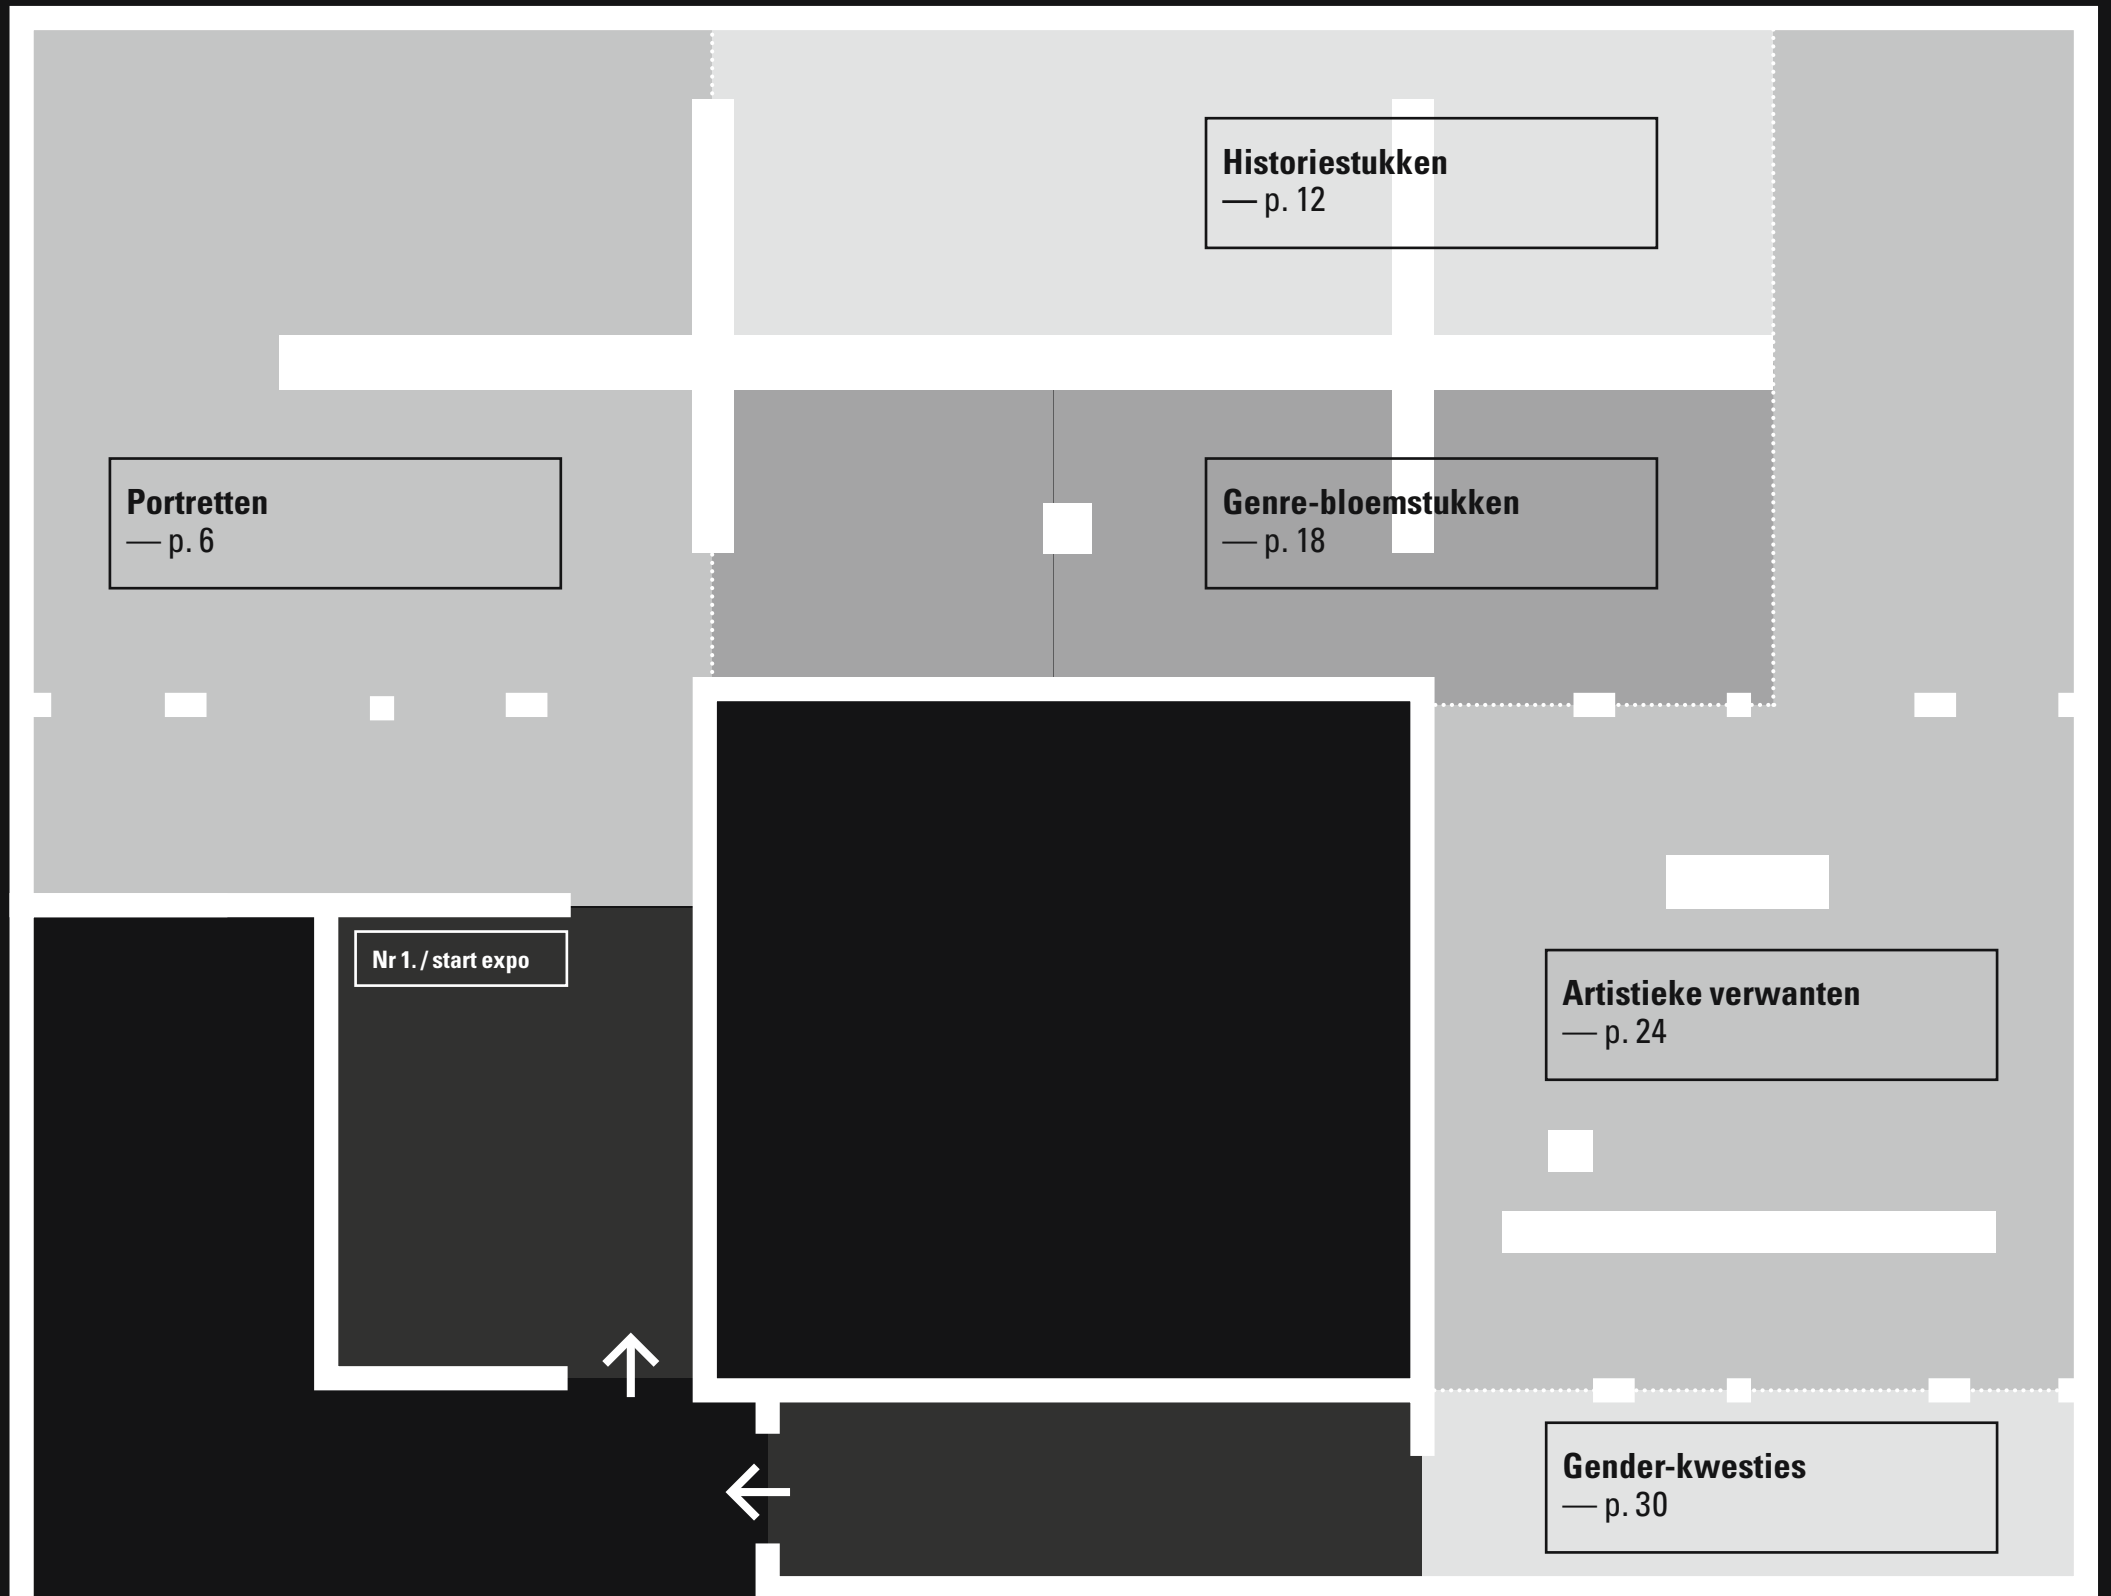 Historiestukken
— p. 12
Portretten
— p. 6
Genre-bloemstukken
— p. 18
Nr 1. / start expo
Artistieke verwanten
— p. 24
Gender-kwesties
— p. 30